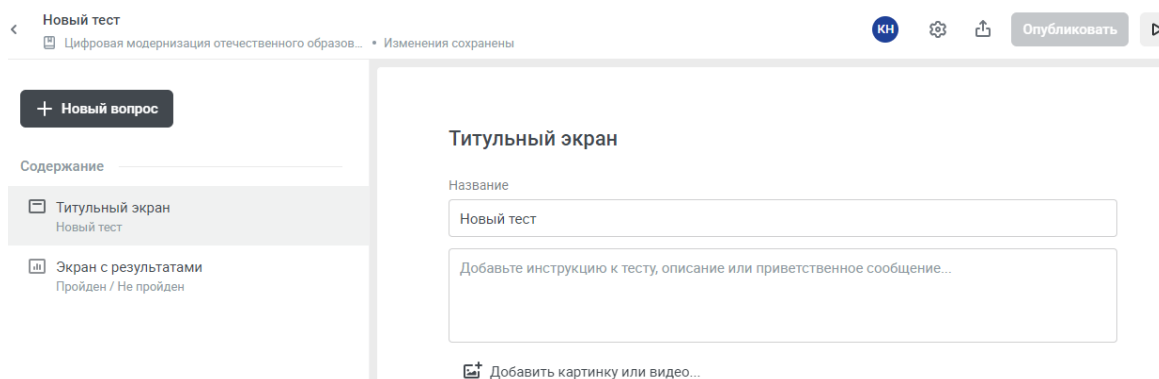 Новый тест
Цифровая модернизация отечественного образов... • Изменения сохранены
КН
Опубликовать
+ Новый вопрос
Содержание
Титульный экран
Новый тест
Экран с результатами
Пройден / Не пройден
Титульный экран
Название
Новый тест
Добавьте инструкцию к тесту, описание или приветственное сообщение...
Добавить картинку или видео...